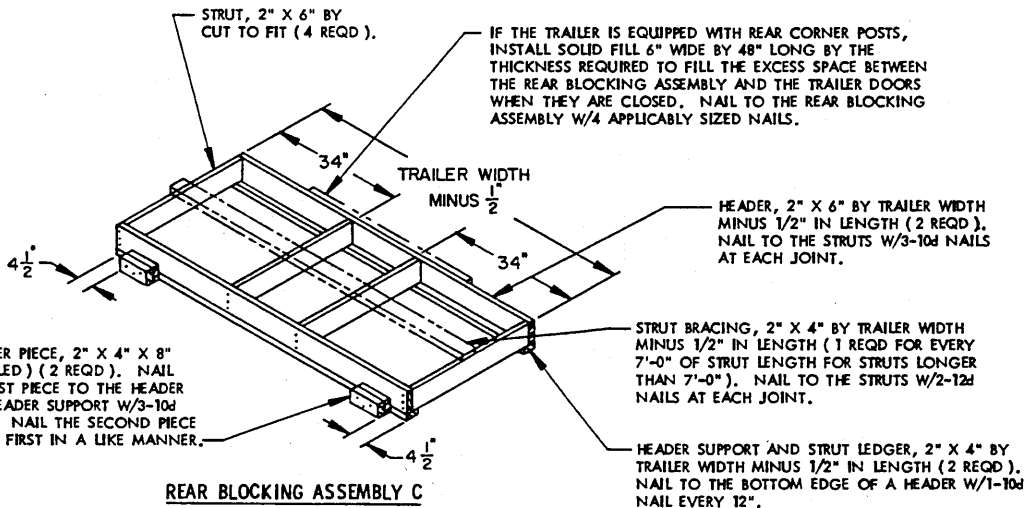 STRUT, 2" X 6" BY
CUT TO FIT (4 REQD).
IF THE TRAILER IS EQUIPPED WITH REAR CORNER POSTS,
INSTALL SOLID FILL 6" WIDE BY 48" LONG BY THE
THICKNESS REQUIRED TO FILL THE EXCESS SPACE BETWEEN
THE REAR BLOCKING ASSEMBLY AND THE TRAILER DOORS
WHEN THEY ARE CLOSED. NAIL TO THE REAR BLOCKING
ASSEMBLY W/4 APPLICABLY SIZED NAILS.
34"
TRAILER WIDTH
MINUS 1/2"
HEADER, 2" X 6" BY TRAILER WIDTH
MINUS 1/2" IN LENGTH (2 REQD).
NAIL TO THE STRUTS W/3-10d NAILS
AT EACH JOINT.
34"
4 1/2"
STRUT BRACING, 2" X 4" BY TRAILER WIDTH
MINUS 1/2" IN LENGTH (1 REQD FOR EVERY
7'-0" OF STRUT LENGTH FOR STRUTS LONGER
THAN 7'-0"). NAIL TO THE STRUTS W/2-12d
NAILS AT EACH JOINT.
ER PIECE, 2" X 4" X 8"
LED) (2 REQD). NAIL
ST PIECE TO THE HEADER
EADER SUPPORT W/3-10d
NAIL THE SECOND PIECE
FIRST IN A LIKE MANNER.
4 1/2"
HEADER SUPPORT AND STRUT LEDGER, 2" X 4" BY
TRAILER WIDTH MINUS 1/2" IN LENGTH (2 REQD).
NAIL TO THE BOTTOM EDGE OF A HEADER W/1-10d
NAIL EVERY 12".
REAR BLOCKING ASSEMBLY C